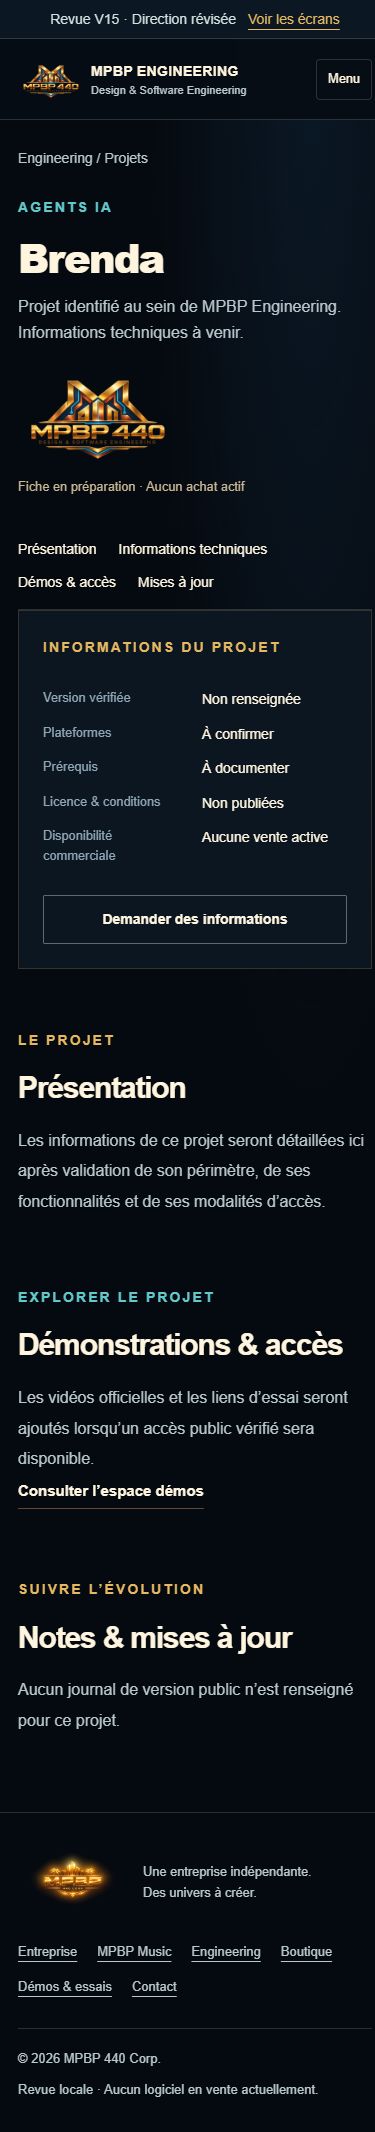 Revue V15 · Direction révisée Voir les écrans
MPBP ENGINEERING
Design & Software Engineering
Menu
Engineering / Projets
AGENTS IA
Brenda
Projet identifié au sein de MPBP Engineering.
Informations techniques à venir.
MPBP 440
DESIGN & SOFTWARE ENGINEERING
Fiche en préparation · Aucun achat actif
Présentation Informations techniques
Démos & accès Mises à jour
INFORMATIONS DU PROJET
Version vérifiée Non renseignée
Plateformes À confirmer
Prérequis À documenter
Licence & conditions Non publiées
Disponibilité Aucune vente active
commerciale
Demander des informations
LE PROJET
Présentation
Les informations de ce projet seront détaillées ici
après validation de son périmètre, de ses
fonctionnalités et de ses modalités d’accès.
EXPLORER LE PROJET
Démonstrations & accès
Les vidéos officielles et les liens d’essai seront
ajoutés lorsqu’un accès public vérifié sera
disponible.
Consulter l’espace démos
SUIVRE L’ÉVOLUTION
Notes & mises à jour
Aucun journal de version public n’est renseigné
pour ce projet.
MPBP
Une entreprise indépendante.
Des univers à créer.
Entreprise MPBP Music Engineering Boutique
Démos & essais Contact
© 2026 MPBP 440 Corp.
Revue locale · Aucun logiciel en vente actuellement.